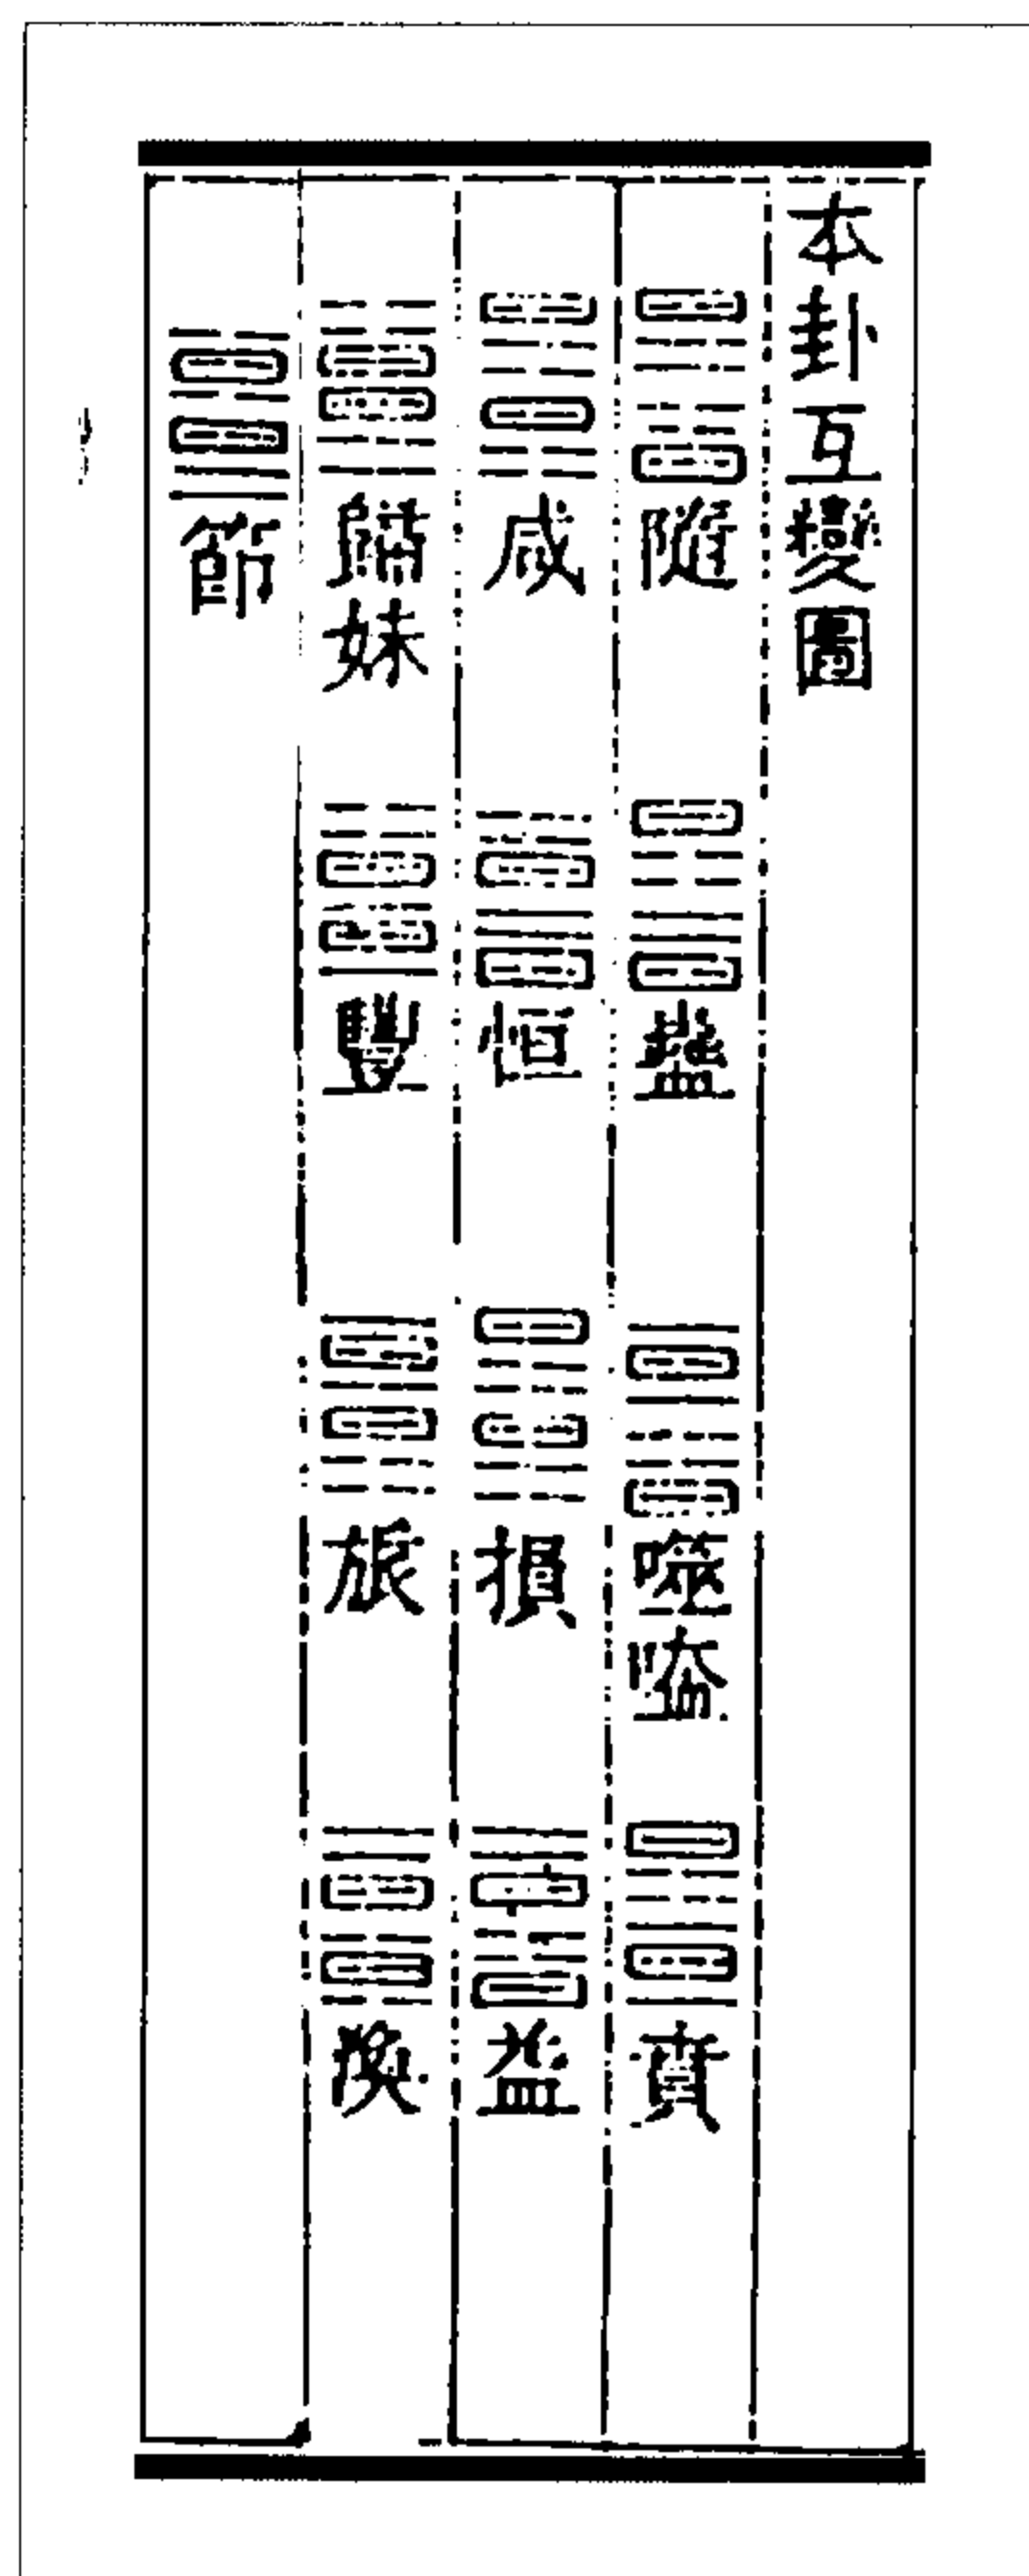 本卦互變圖
隨 蠱 噬嗑 賁
咸 恒 損 益
歸妹 豐 旅 渙
節